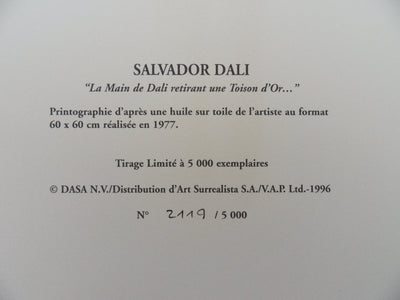 SALVADOR DALI
“La Main de Dali retirant une Toison d’Or…”
Printographie d’après une huile sur toile de l’artiste au format
60 x 60 cm réalisée en 1977.
Tirage Limité à 5 000 exemplaires
© DASA N.V./Distribution d’Art Surrealista S.A./V.A.P. Ltd.-1996
N° 2119 / 5 000